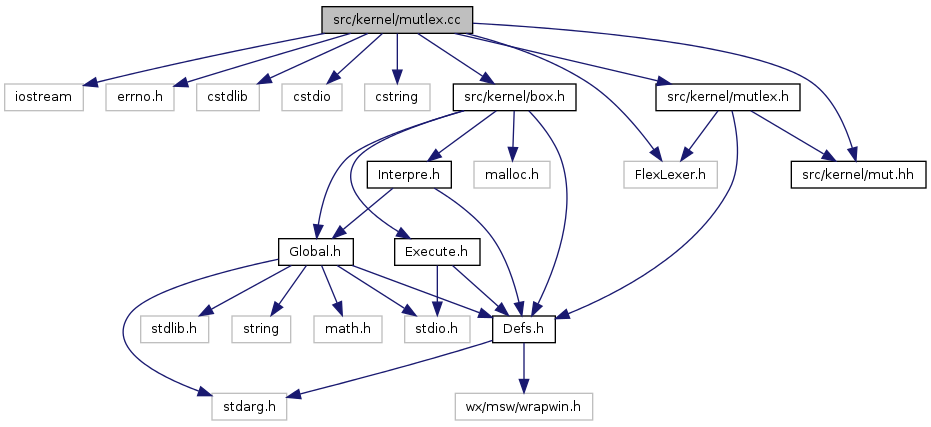 src/kernel/mutlex.cc
iostream
errno.h
cstdlib
cstdio
cstring
src/kernel/box.h
src/kernel/mutlex.h
Interpre.h
malloc.h
FlexLexer.h
src/kernel/mut.hh
Global.h
Execute.h
stdlib.h
string
math.h
stdio.h
Defs.h
stdarg.h
wx/msw/wrapwin.h